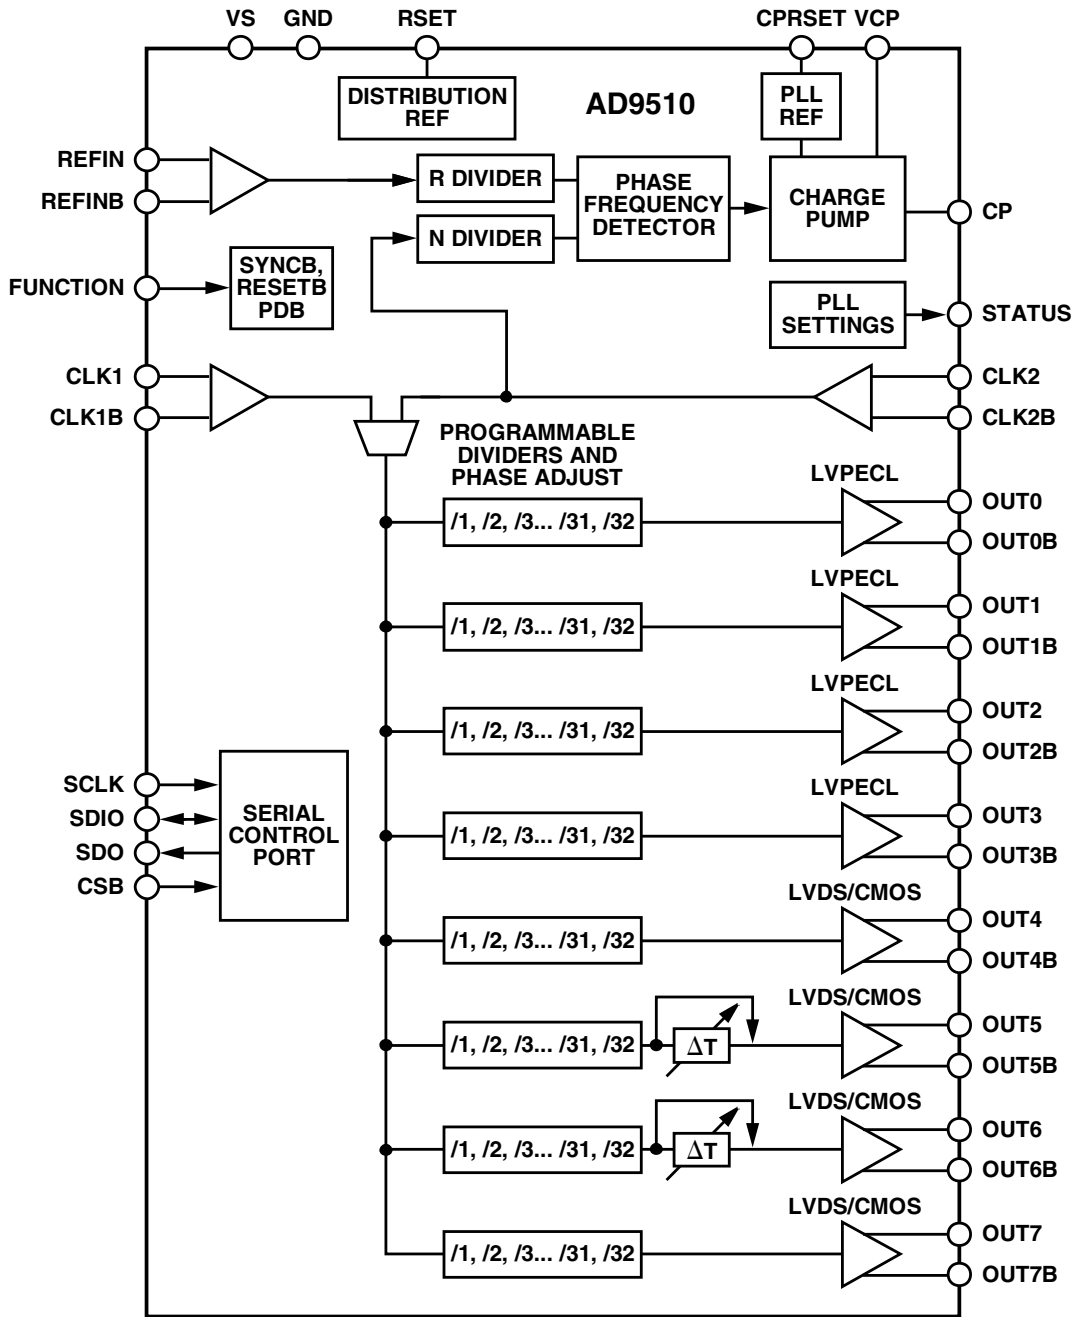 VS
GND
RSET
CPRSET
VCP
DISTRIBUTION
REF
AD9510
PLL
REF
REFIN
REFINB
R DIVIDER
N DIVIDER
PHASE
FREQUENCY
DETECTOR
CHARGE
PUMP
CP
FUNCTION
SYNCB,
RESETB
PDB
PLL
SETTINGS
STATUS
CLK1
CLK1B
CLK2
CLK2B
PROGRAMMABLE
DIVIDERS AND
PHASE ADJUST
LVPECL
/1, /2, /3... /31, /32
OUT0
OUT0B
LVPECL
/1, /2, /3... /31, /32
OUT1
OUT1B
LVPECL
/1, /2, /3... /31, /32
OUT2
OUT2B
SCLK
SDIO
SDO
CSB
SERIAL
CONTROL
PORT
LVPECL
/1, /2, /3... /31, /32
OUT3
OUT3B
LVDS/CMOS
/1, /2, /3... /31, /32
OUT4
OUT4B
LVDS/CMOS
/1, /2, /3... /31, /32
ΔT
OUT5
OUT5B
LVDS/CMOS
/1, /2, /3... /31, /32
ΔT
OUT6
OUT6B
LVDS/CMOS
/1, /2, /3... /31, /32
OUT7
OUT7B